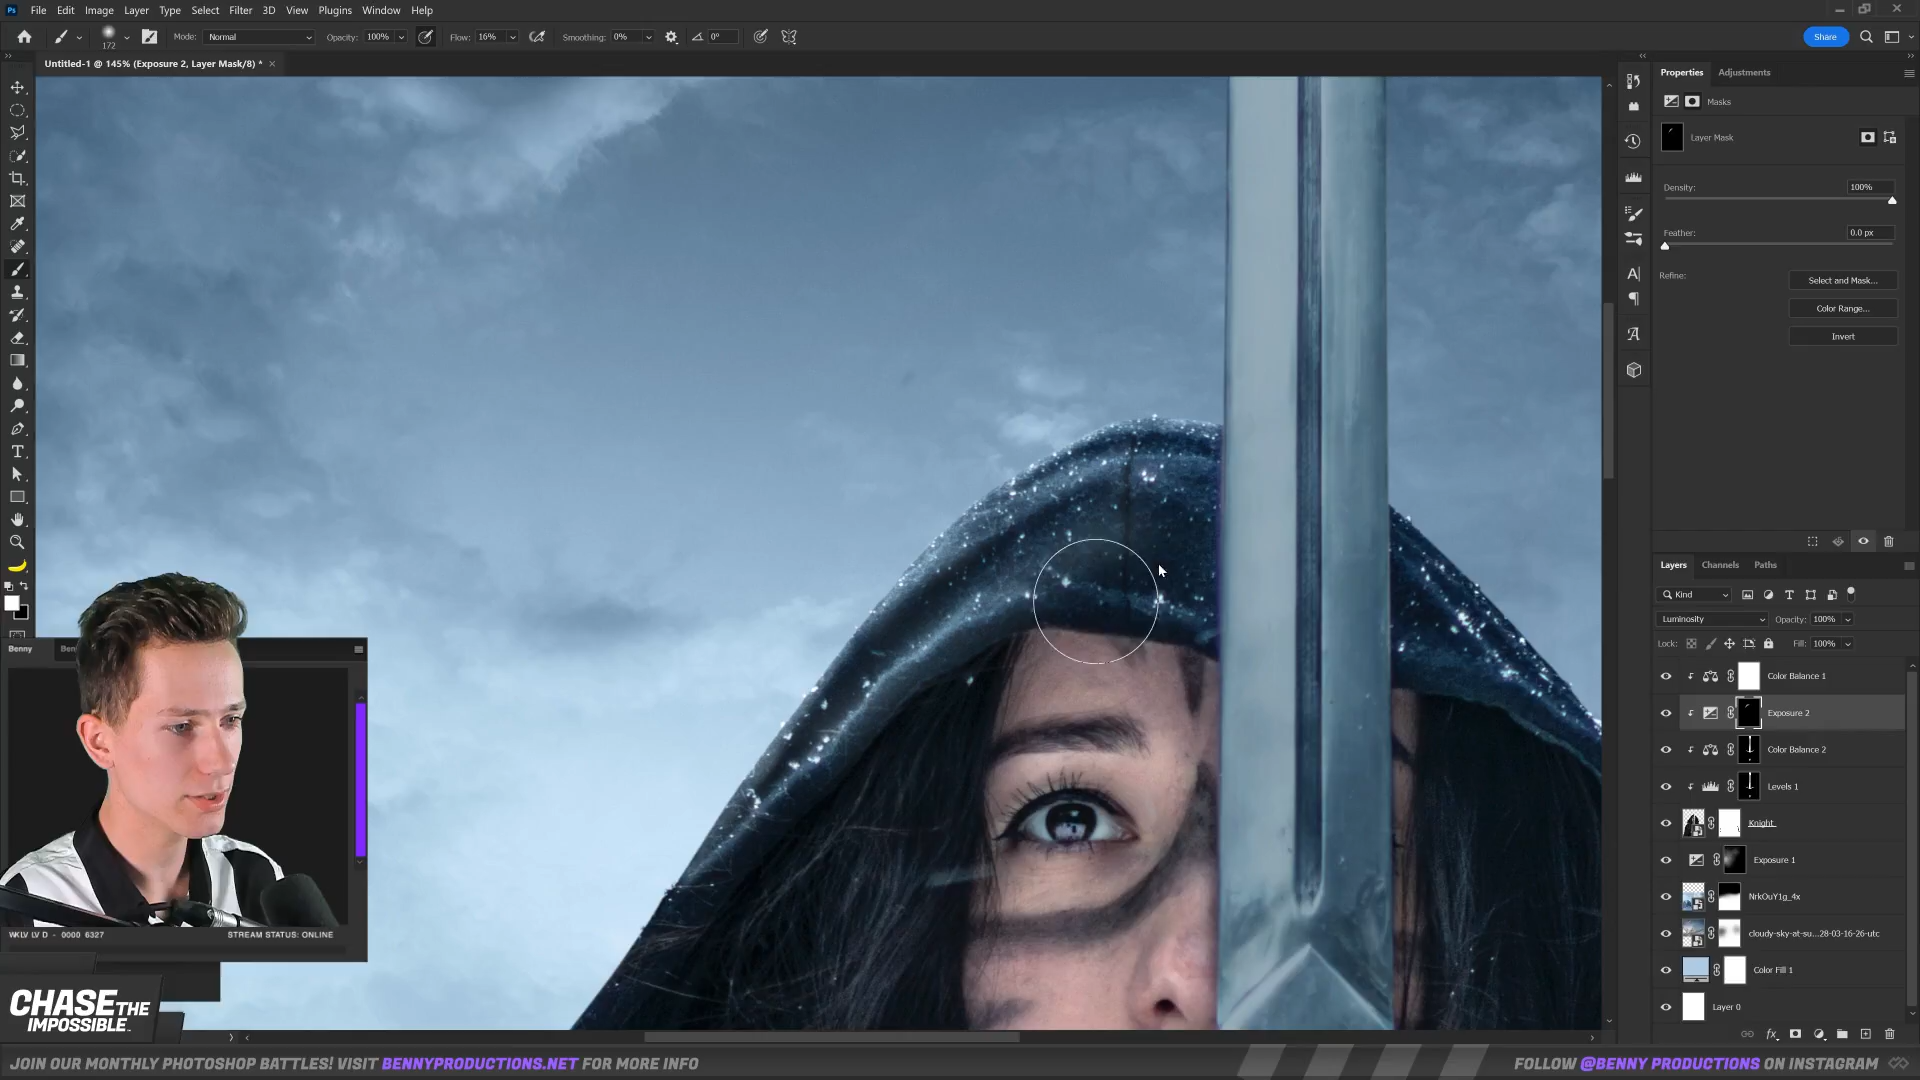 Ps File Edit Image Layer Type Select Filter 3D View Plugins Window Help
172 Mode: Normal Opacity: 100% Flow: 16% Smoothing: 0% 0° Share
Untitled-1 @ 145% (Exposure 2, Layer Mask/8) *
Properties Adjustments
Masks
Layer Mask
Density: 100%
Feather: 0.0 px
Refine:
Select and Mask...
Color Range...
Invert
Layers Channels Paths
Kind
Luminosity Opacity: 100%
Lock: Fill: 100%
Color Balance 1
Exposure 2
Color Balance 2
Levels 1
Knight
Exposure 1
NrkOuY1g_4x
cloudy-sky-at-su...28-03-16-26-utc
Color Fill 1
Layer 0
Benny
WKLV LV D - 0000 6327 STREAM STATUS: ONLINE
CHASE THE
IMPOSSIBLE
JOIN OUR MONTHLY PHOTOSHOP BATTLES! VISIT BENNYPRODUCTIONS.NET FOR MORE INFO
FOLLOW @BENNY PRODUCTIONS ON INSTAGRAM